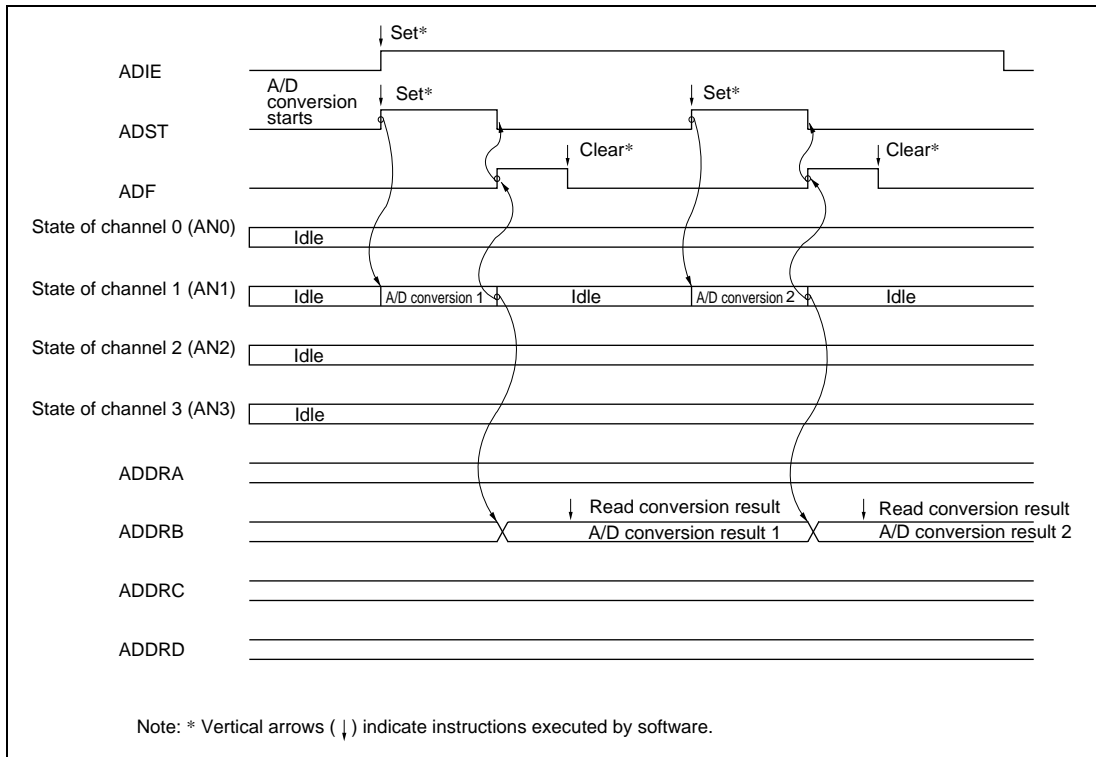 Set*
ADIE
A/D
conversion
starts
Set*
Set*
ADST
Clear*
Clear*
ADF
State of channel 0 (AN0)
Idle
State of channel 1 (AN1)
Idle
A/D conversion 1
Idle
A/D conversion 2
Idle
State of channel 2 (AN2)
Idle
State of channel 3 (AN3)
Idle
ADDRA
Read conversion result
Read conversion result
ADDRB
A/D conversion result 1
A/D conversion result 2
ADDRC
ADDRD
Note: * Vertical arrows (↓) indicate instructions executed by software.